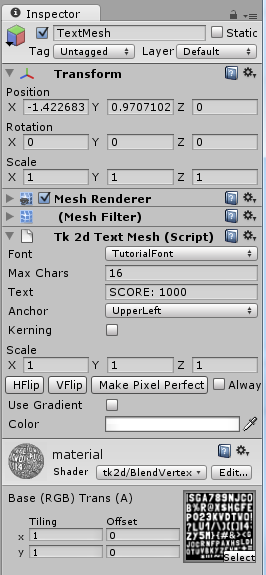 Inspector
TextMesh Static
Tag Untagged Layer Default
Transform
Position
X -1.422683 Y 0.9707102 Z 0
Rotation
X 0 Y 0 Z 0
Scale
X 1 Y 1 Z 1
Mesh Renderer
(Mesh Filter)
Tk 2d Text Mesh (Script)
Font TutorialFont
Max Chars 16
Text SCORE: 1000
Anchor UpperLeft
Kerning
Scale
X 1 Y 1 Z 1
HFlip VFlip Make Pixel Perfect Alway
Use Gradient
Color
material
Shader tk2d/BlendVertex Edit...
Base (RGB) Trans (A)
Tiling Offset
x 1 0
y 1 0
Select